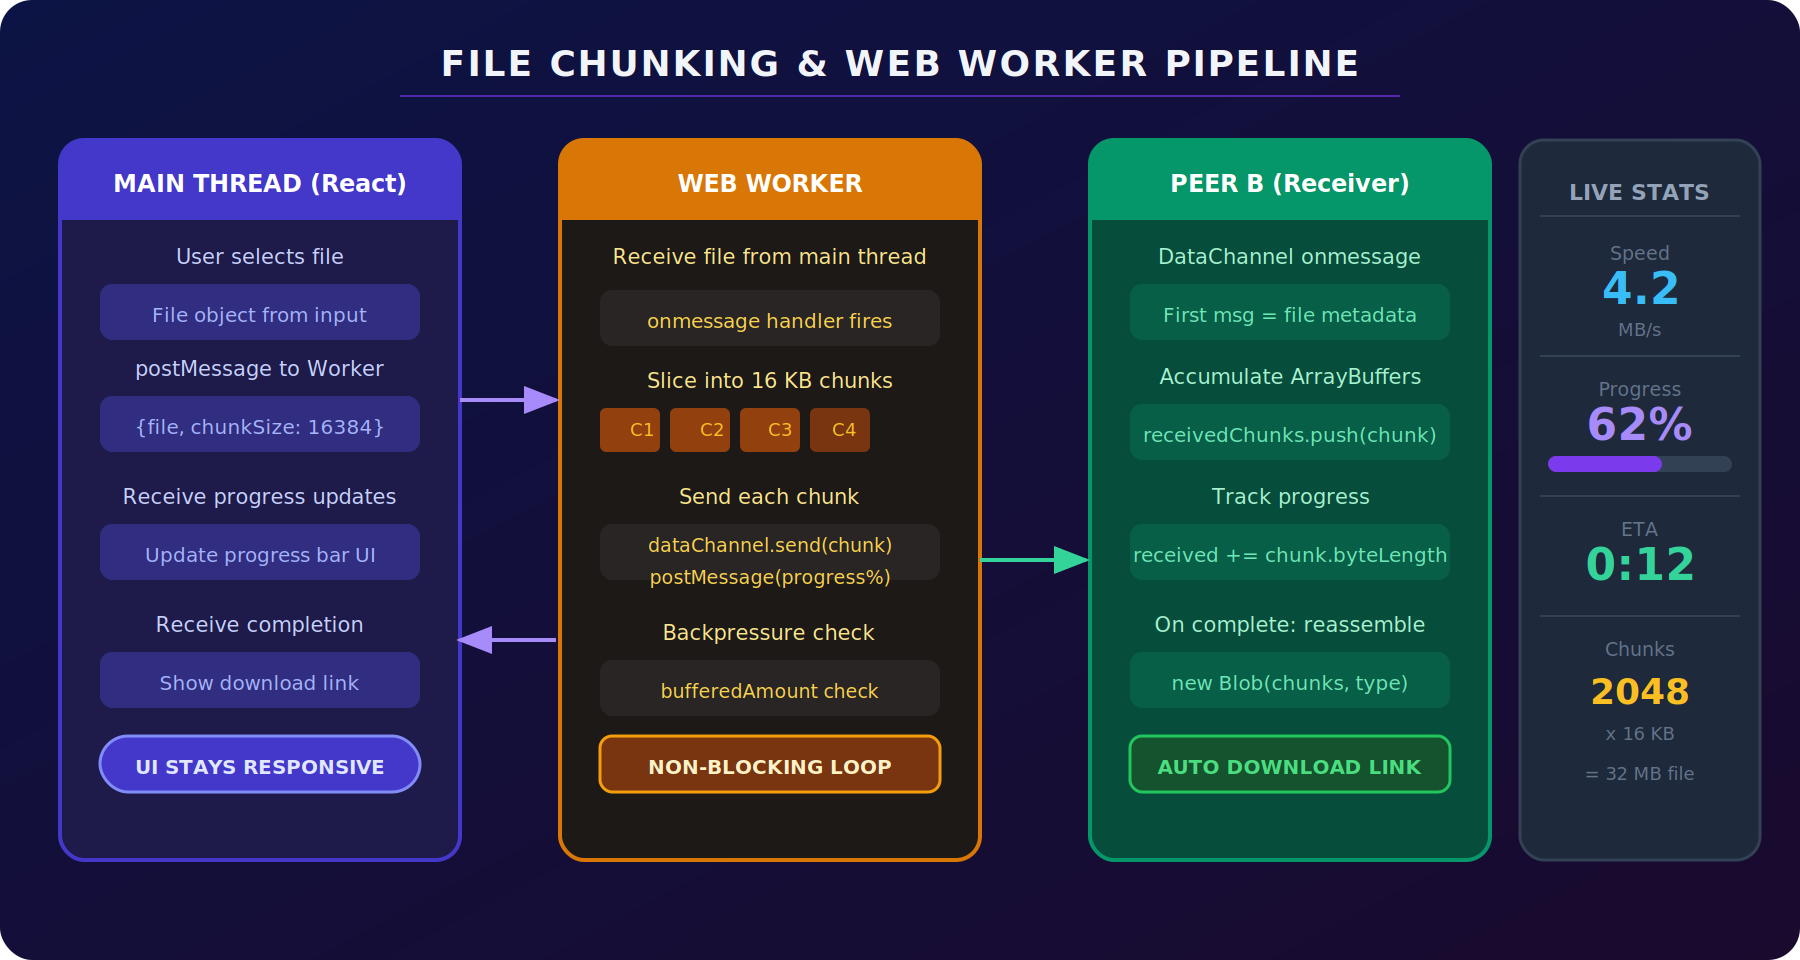 FILE CHUNKING & WEB WORKER PIPELINE
MAIN THREAD (React)
User selects file
File object from input
postMessage to Worker
{file, chunkSize: 16384}
Receive progress updates
Update progress bar UI
Receive completion
Show download link
UI STAYS RESPONSIVE
WEB WORKER
Receive file from main thread
onmessage handler fires
Slice into 16 KB chunks
C1 C2 C3 C4
Send each chunk
dataChannel.send(chunk)
postMessage(progress%)
Backpressure check
bufferedAmount check
NON-BLOCKING LOOP
PEER B (Receiver)
DataChannel onmessage
First msg = file metadata
Accumulate ArrayBuffers
receivedChunks.push(chunk)
Track progress
received += chunk.byteLength
On complete: reassemble
new Blob(chunks, type)
AUTO DOWNLOAD LINK
LIVE STATS
Speed
4.2
MB/s
Progress
62%
ETA
0:12
Chunks
2048
x 16 KB
= 32 MB file